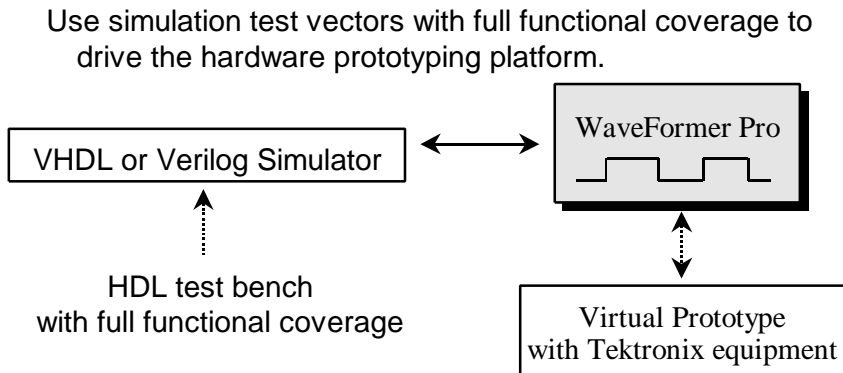 Use simulation test vectors with full functional coverage to
drive the hardware prototyping platform.
WaveFormer Pro
VHDL or Verilog Simulator
HDL test bench
with full functional coverage
Virtual Prototype
with Tektronix equipment